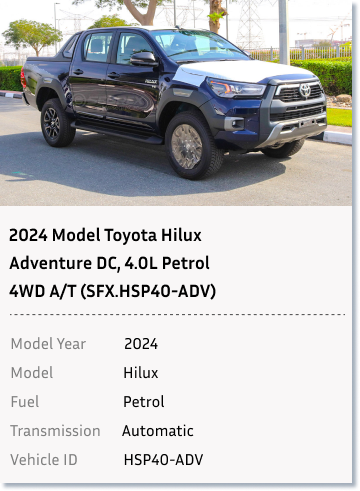 2024 Model Toyota Hilux
Adventure DC, 4.0L Petrol
4WD A/T (SFX.HSP40-ADV)
Model Year 2024
Model Hilux
Fuel Petrol
Transmission Automatic
Vehicle ID HSP40-ADV